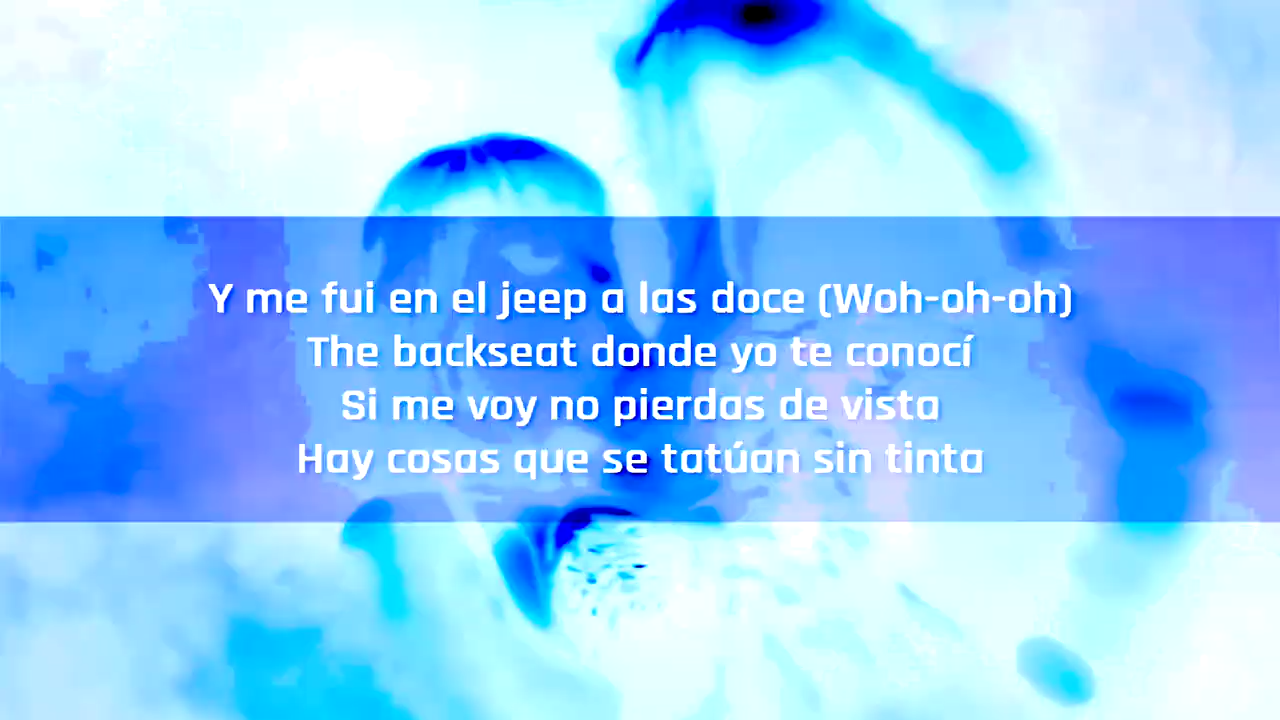 Y me fui en el jeep a las doce (Woh-oh-oh)
The backseat donde yo te conocí
Si me voy no pierdas de vista
Hay cosas que se tatúan sin tinta